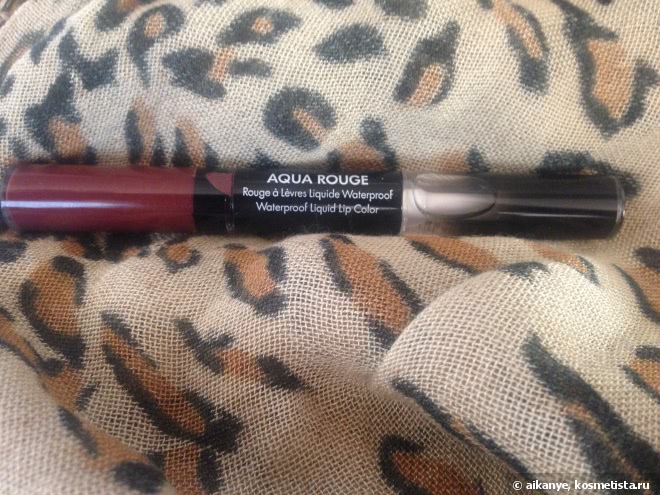 AQUA ROUGE
Rouge à Lèvres Liquide Waterproof
Waterproof Liquid Lip Color
© aikanye, kosmetista.ru